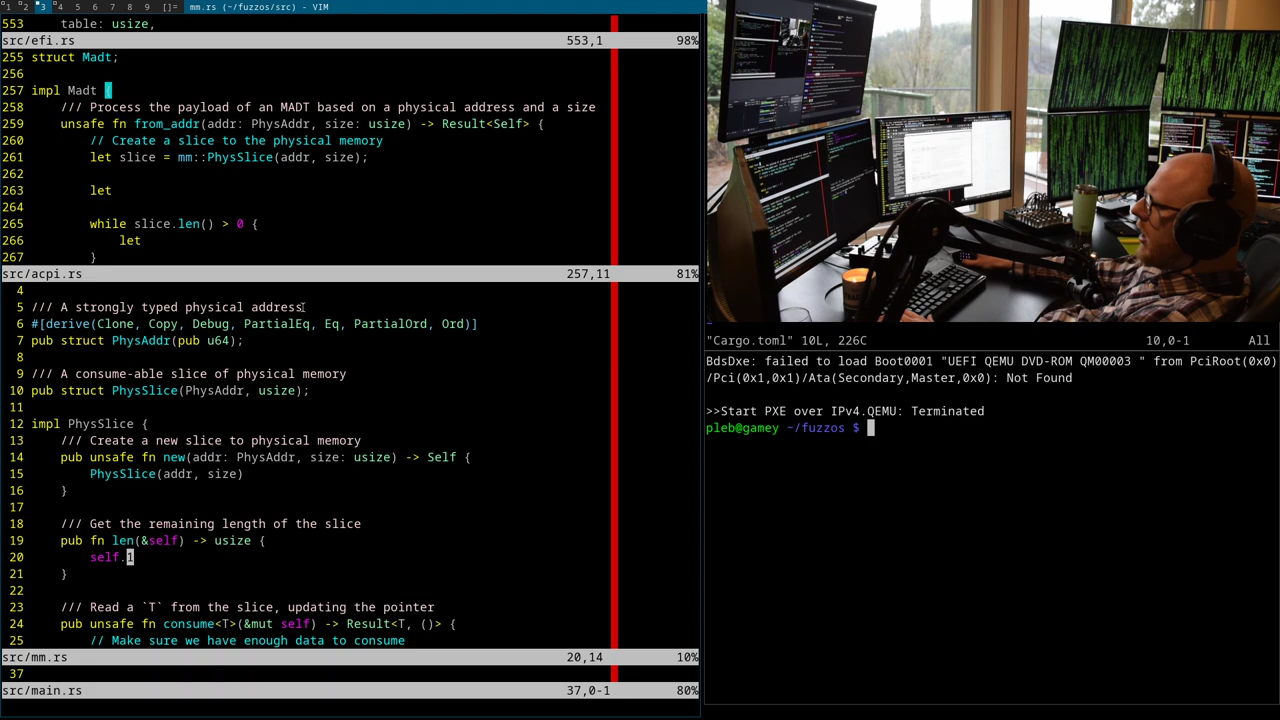 1 2 3 4 5 6 7 8 9 []= mm.rs (~/fuzzos/src) - VIM
553     table: usize,
src/efi.rs 553,1 98%
255 struct Madt;
256
257 impl Madt {
258     /// Process the payload of an MADT based on a physical address and a size
259     unsafe fn from_addr(addr: PhysAddr, size: usize) -> Result<Self> {
260         // Create a slice to the physical memory
261         let slice = mm::PhysSlice(addr, size);
262
263         let
264
265         while slice.len() > 0 {
266             let
267         }
src/acpi.rs 257,11 81%
4
5 /// A strongly typed physical address
6 #[derive(Clone, Copy, Debug, PartialEq, Eq, PartialOrd, Ord)]
7 pub struct PhysAddr(pub u64);
8
9 /// A consume-able slice of physical memory
10 pub struct PhysSlice(PhysAddr, usize);
11
12 impl PhysSlice {
13     /// Create a new slice to physical memory
14     pub unsafe fn new(addr: PhysAddr, size: usize) -> Self {
15         PhysSlice(addr, size)
16     }
17
18     /// Get the remaining length of the slice
19     pub fn len(&self) -> usize {
20         self.1
21     }
22
23     /// Read a `T` from the slice, updating the pointer
24     pub unsafe fn consume<T>(&mut self) -> Result<T, ()> {
25         // Make sure we have enough data to consume
src/mm.rs 20,14 10%
37
src/main.rs 37,0-1 80%
"Cargo.toml" 10L, 226C 10,0-1 All
BdsDxe: failed to load Boot0001 "UEFI QEMU DVD-ROM QM00003 " from PciRoot(0x0)
/Pci(0x1,0x1)/Ata(Secondary,Master,0x0): Not Found
>>Start PXE over IPv4.QEMU: Terminated
pleb@gamey ~/fuzzos $